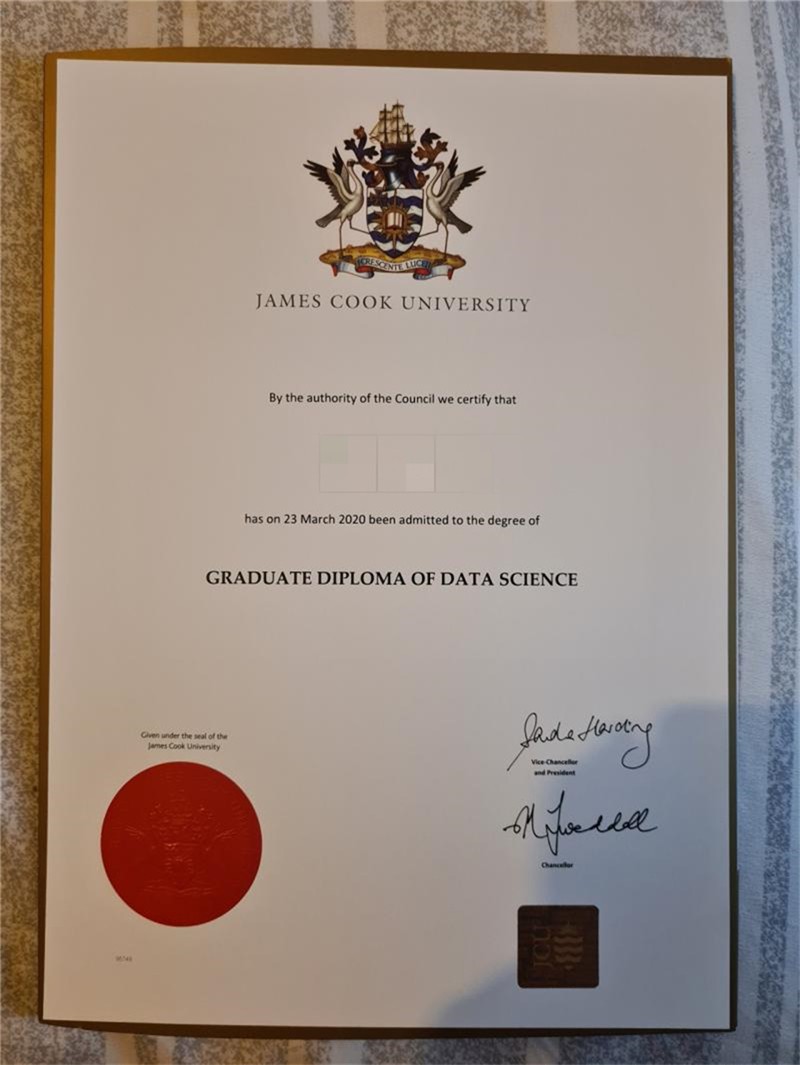 CRESCENTE LUCE
JAMES COOK UNIVERSITY
By the authority of the Council we certify that
has on 23 March 2020 been admitted to the degree of
GRADUATE DIPLOMA OF DATA SCIENCE
Given under the seal of the
James Cook University
Vice-Chancellor
and President
Chancellor
JCU